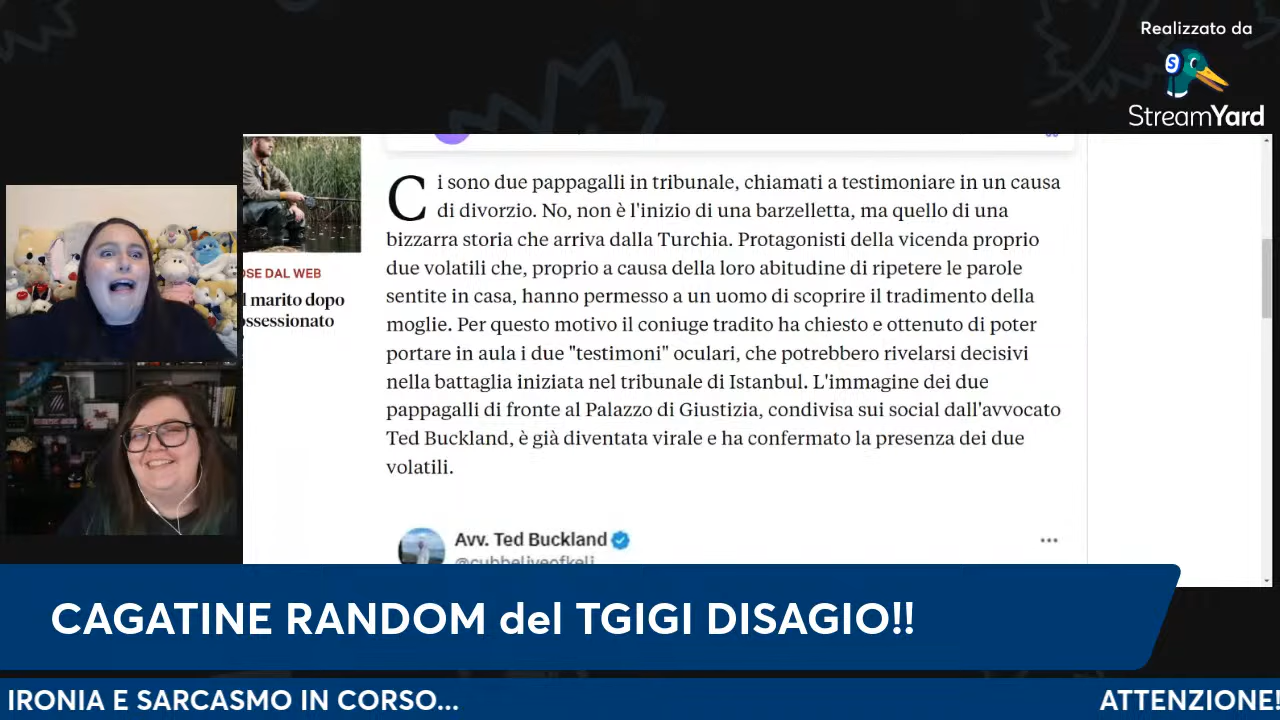 Realizzato da
StreamYard
OSE DAL WEB
l marito dopo
ossessionato
Ci sono due pappagalli in tribunale, chiamati a testimoniare in un causa
di divorzio. No, non è l'inizio di una barzelletta, ma quello di una
bizzarra storia che arriva dalla Turchia. Protagonisti della vicenda proprio
due volatili che, proprio a causa della loro abitudine di ripetere le parole
sentite in casa, hanno permesso a un uomo di scoprire il tradimento della
moglie. Per questo motivo il coniuge tradito ha chiesto e ottenuto di poter
portare in aula i due "testimoni" oculari, che potrebbero rivelarsi decisivi
nella battaglia iniziata nel tribunale di Istanbul. L'immagine dei due
pappagalli di fronte al Palazzo di Giustizia, condivisa sui social dall'avvocato
Ted Buckland, è già diventata virale e ha confermato la presenza dei due
volatili.
Avv. Ted Buckland
CAGATINE RANDOM del TGIGI DISAGIO!!
IRONIA E SARCASMO IN CORSO... ATTENZIONE!